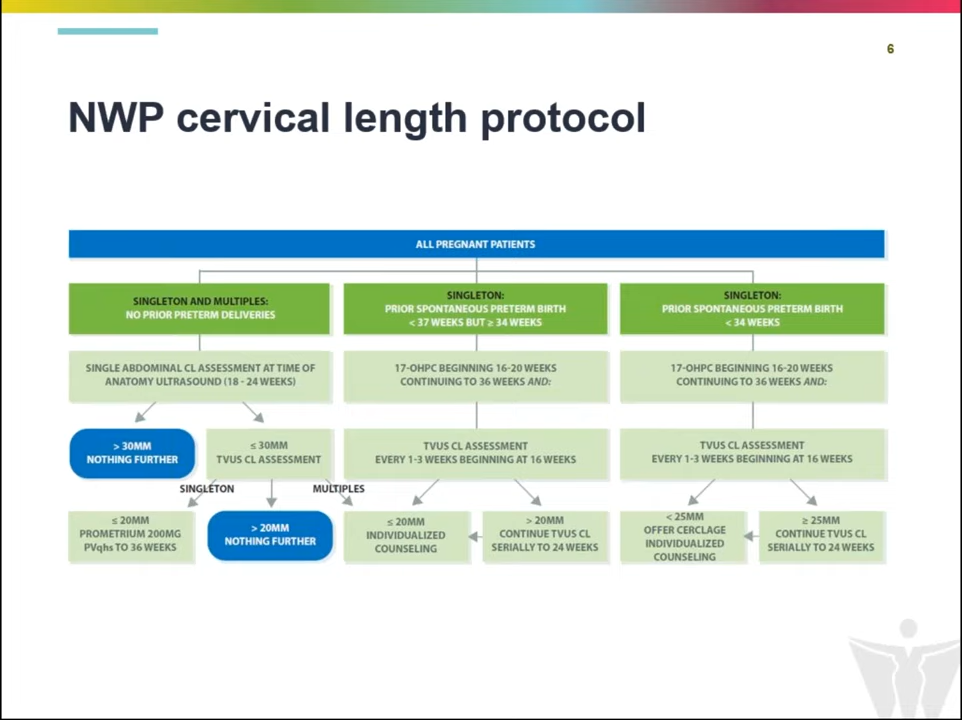 6
NWP cervical length protocol
ALL PREGNANT PATIENTS
SINGLETON AND MULTIPLES:
NO PRIOR PRETERM DELIVERIES
SINGLETON:
PRIOR SPONTANEOUS PRETERM BIRTH
< 37 WEEKS BUT ≥ 34 WEEKS
SINGLETON:
PRIOR SPONTANEOUS PRETERM BIRTH
< 34 WEEKS
SINGLE ABDOMINAL CL ASSESSMENT AT TIME OF
ANATOMY ULTRASOUND (18 - 24 WEEKS)
17-OHPC BEGINNING 16-20 WEEKS
CONTINUING TO 36 WEEKS AND:
17-OHPC BEGINNING 16-20 WEEKS
CONTINUING TO 36 WEEKS AND:
> 30MM
NOTHING FURTHER
≤ 30MM
TVUS CL ASSESSMENT
TVUS CL ASSESSMENT
EVERY 1-3 WEEKS BEGINNING AT 16 WEEKS
TVUS CL ASSESSMENT
EVERY 1-3 WEEKS BEGINNING AT 16 WEEKS
SINGLETON
MULTIPLES
≤ 20MM
PROMETRIUM 200MG
PVqhs TO 36 WEEKS
> 20MM
NOTHING FURTHER
≤ 20MM
INDIVIDUALIZED
COUNSELING
> 20MM
CONTINUE TVUS CL
SERIALLY TO 24 WEEKS
< 25MM
OFFER CERCLAGE
INDIVIDUALIZED
COUNSELING
≥ 25MM
CONTINUE TVUS CL
SERIALLY TO 24 WEEKS